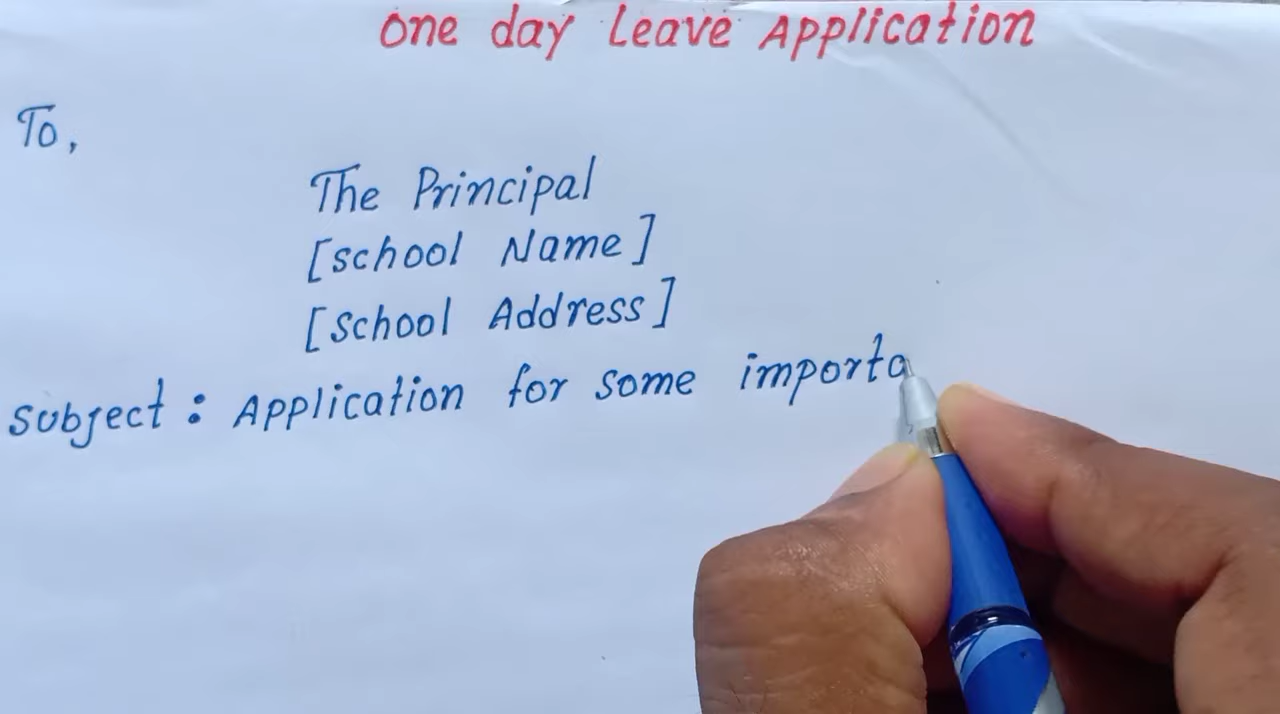 One day Leave Application
To,
The Principal
[school Name]
[School Address]
subject : Application for some importa